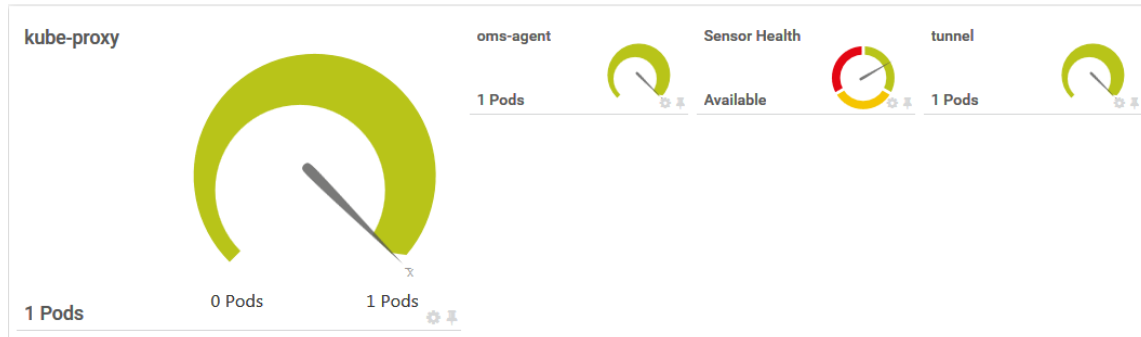 kube-proxy
0 Pods
1 Pods
1 Pods
oms-agent
1 Pods
Sensor Health
Available
tunnel
1 Pods